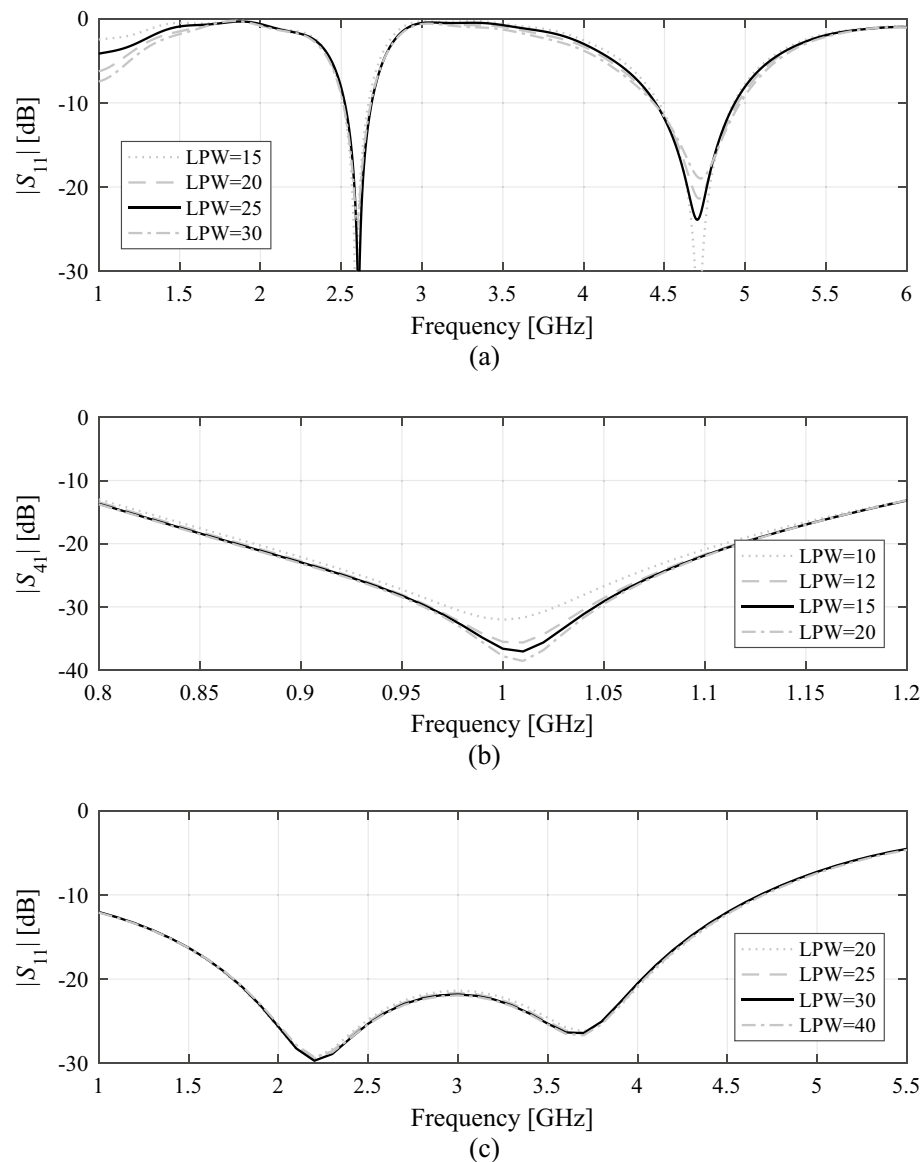 0
-10
-20
-30
|S11| [dB]
LPW=15
LPW=20
LPW=25
LPW=30
1 1.5 2 2.5 3 3.5 4 4.5 5 5.5 6
Frequency [GHz]
(a)
0
-10
-20
-30
-40
|S41| [dB]
LPW=10
LPW=12
LPW=15
LPW=20
0.8 0.85 0.9 0.95 1 1.05 1.1 1.15 1.2
Frequency [GHz]
(b)
0
-10
-20
-30
|S11| [dB]
LPW=20
LPW=25
LPW=30
LPW=40
1 1.5 2 2.5 3 3.5 4 4.5 5 5.5
Frequency [GHz]
(c)